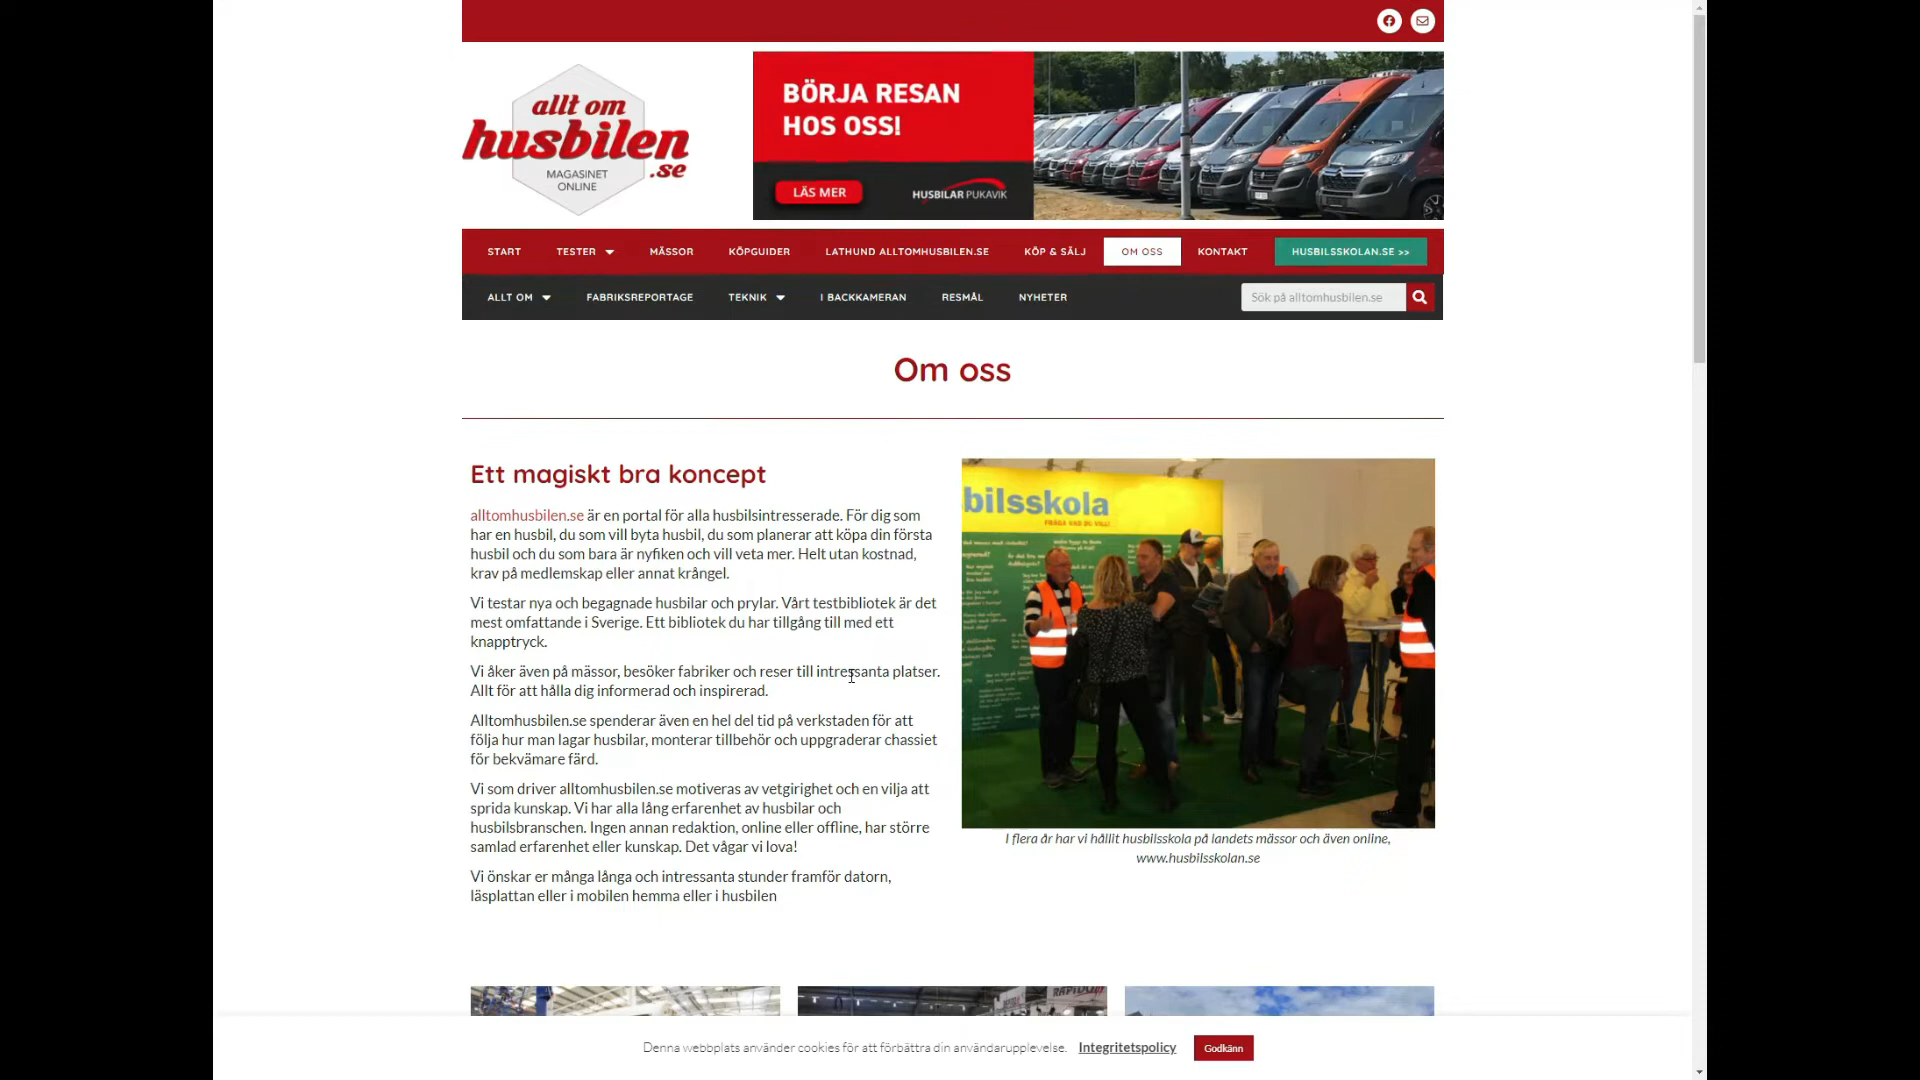 allt om
husbilen
.se
MAGASINET
ONLINE
BÖRJA RESAN
HOS OSS!
LÄS MER
HUSBILAR PUKAVIK
START TESTER MÄSSOR KÖPGUIDER LATHUND ALLTOMHUSBILEN.SE KÖP & SÄLJ OM OSS KONTAKT HUSBILSSKOLAN.SE >>
ALLT OM FABRIKSREPORTAGE TEKNIK I BACKKAMERAN RESMÅL NYHETER Sök på alltomhusbilen.se
Om oss
Ett magiskt bra koncept
alltomhusbilen.se är en portal för alla husbilsintresserade. För dig som
har en husbil, du som vill byta husbil, du som planerar att köpa din första
husbil och du som bara är nyfiken och vill veta mer. Helt utan kostnad,
krav på medlemskap eller annat krångel.
Vi testar nya och begagnade husbilar och prylar. Vårt testbibliotek är det
mest omfattande i Sverige. Ett bibliotek du har tillgång till med ett
knapptryck.
Vi åker även på mässor, besöker fabriker och reser till intressanta platser.
Allt för att hålla dig informerad och inspirerad.
Alltomhusbilen.se spenderar även en hel del tid på verkstaden för att
följa hur man lagar husbilar, monterar tillbehör och uppgraderar chassiet
för bekvämare färd.
Vi som driver alltomhusbilen.se motiveras av vetgirighet och en vilja att
sprida kunskap. Vi har alla lång erfarenhet av husbilar och
husbilsbranschen. Ingen annan redaktion, online eller offline, har större
samlad erfarenhet eller kunskap. Det vågar vi lova!
Vi önskar er många långa och intressanta stunder framför datorn,
läsplattan eller i mobilen hemma eller i husbilen
bilsskola
FRÅGA VAD DU VILL!
I flera år har vi hållit husbilsskola på landets mässor och även online,
www.husbilsskolan.se
RAPIDO
Denna webbplats använder cookies för att förbättra din användarupplevelse. Integritetspolicy Godkänn